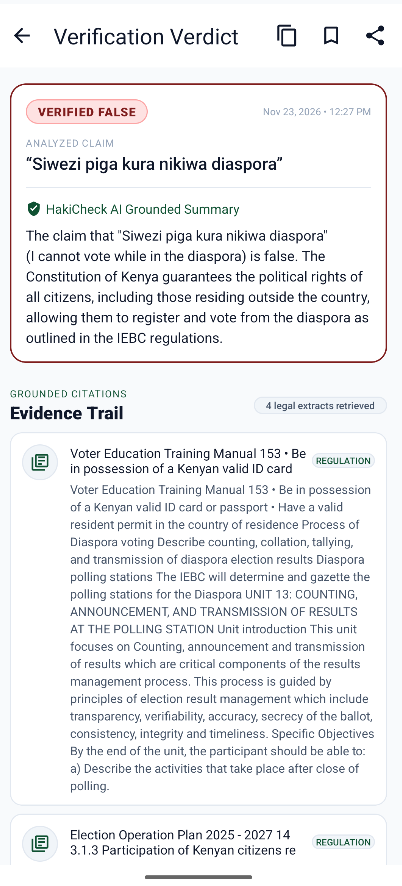 Verification Verdict
VERIFIED FALSE
Nov 23, 2026 • 12:27 PM
ANALYZED CLAIM
“Siwezi piga kura nikiwa diaspora”
HakiCheck AI Grounded Summary
The claim that "Siwezi piga kura nikiwa diaspora"
(I cannot vote while in the diaspora) is false. The
Constitution of Kenya guarantees the political rights of
all citizens, including those residing outside the country,
allowing them to register and vote from the diaspora as
outlined in the IEBC regulations.
GROUNDED CITATIONS
Evidence Trail
4 legal extracts retrieved
Voter Education Training Manual 153 • Be
in possession of a Kenyan valid ID card
REGULATION
Voter Education Training Manual 153 • Be in possession
of a Kenyan valid ID card or passport • Have a valid
resident permit in the country of residence Process of
Diaspora voting Describe counting, collation, tallying,
and transmission of diaspora election results Diaspora
polling stations The IEBC will determine and gazette the
polling stations for the Diaspora UNIT 13: COUNTING,
ANNOUNCEMENT, AND TRANSMISSION OF RESULTS
AT THE POLLING STATION Unit introduction This unit
focuses on Counting, announcement and transmission
of results which are critical components of the results
management process. This process is guided by
principles of election result management which include
transparency, verifiability, accuracy, secrecy of the ballot,
consistency, integrity and timeliness. Specific Objectives
By the end of the unit, the participant should be able to:
a) Describe the activities that take place after close of
polling.
Election Operation Plan 2025 - 2027 14
3.1.3 Participation of Kenyan citizens re
REGULATION